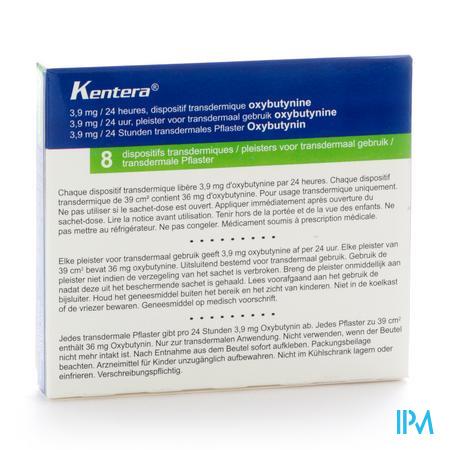 Kentera®
3,9 mg / 24 heures, dispositif transdermique oxybutynine
3,9 mg / 24 uur, pleister voor transdermaal gebruik oxybutynine
3,9 mg / 24 Stunden transdermales Pflaster Oxybutynin
8 dispositifs transdermiques / pleisters voor transdermaal gebruik /
transdermale Pflaster
Chaque dispositif transdermique libère 3,9 mg d'oxybutynine par 24 heures. Chaque dispositif
transdermique de 39 cm² contient 36 mg d'oxybutynine. Pour usage transdermique uniquement.
Ne pas utiliser si le sachet-dose est ouvert. Appliquer immédiatement après ouverture du
sachet-dose. Lire la notice avant utilisation. Tenir hors de la portée et de la vue des enfants. Ne
pas mettre au réfrigérateur. Ne pas congeler. Médicament soumis à prescription médicale.
Elke pleister voor transdermaal gebruik geeft 3,9 mg oxybutynine af per 24 uur. Elke pleister van
39 cm² bevat 36 mg oxybutynine. Uitsluitend bestemd voor transdermaal gebruik. Gebruik de
pleister niet indien de verzegeling van het sachet is verbroken. Breng de pleister onmiddellijk aan
nadat deze uit het beschermende sachet is gehaald. Lees voorafgaand aan het gebruik de
bijsluiter. Houd het geneesmiddel buiten het bereik en het zicht van kinderen. Niet in de koelkast
of de vriezer bewaren. Geneesmiddel op medisch voorschrift.
Jedes transdermale Pflaster gibt pro 24 Stunden 3,9 mg Oxybutynin ab. Jedes Pflaster zu 39 cm²
enthält 36 mg Oxybutynin. Nur zur transdermalen Anwendung. Nicht verwenden, wenn der Beutel
nicht mehr intakt ist. Nach Entnahme aus dem Beutel sofort aufkleben. Packungsbeilage
beachten. Arzneimittel für Kinder unzugänglich aufbewahren. Nicht im Kühlschrank lagern oder
einfrieren. Verschreibungspflichtig.
IPM